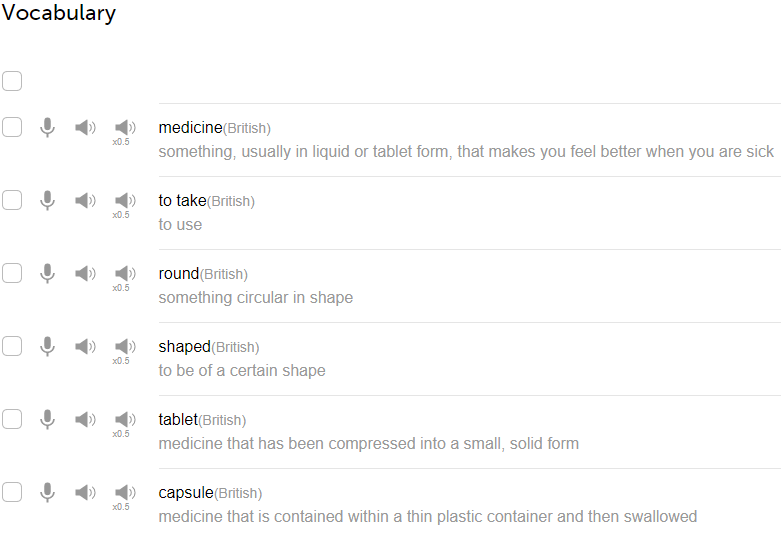 Vocabulary
medicine(British)
x0.5
something, usually in liquid or tablet form, that makes you feel better when you are sick
to take(British)
x0.5
to use
round(British)
x0.5
something circular in shape
shaped(British)
x0.5
to be of a certain shape
tablet(British)
x0.5
medicine that has been compressed into a small, solid form
capsule(British)
x0.5
medicine that is contained within a thin plastic container and then swallowed